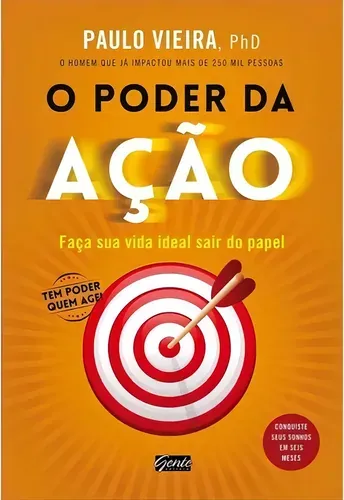 PAULO VIEIRA, PhD
O HOMEM QUE JÁ IMPACTOU MAIS DE 250 MIL PESSOAS
O PODER DA
AÇÃO
Faça sua vida ideal sair do papel
TEM PODER
QUEM AGE!
CONQUISTE
SEUS SONHOS
EM SEIS
MESES
Gente
EDITORA